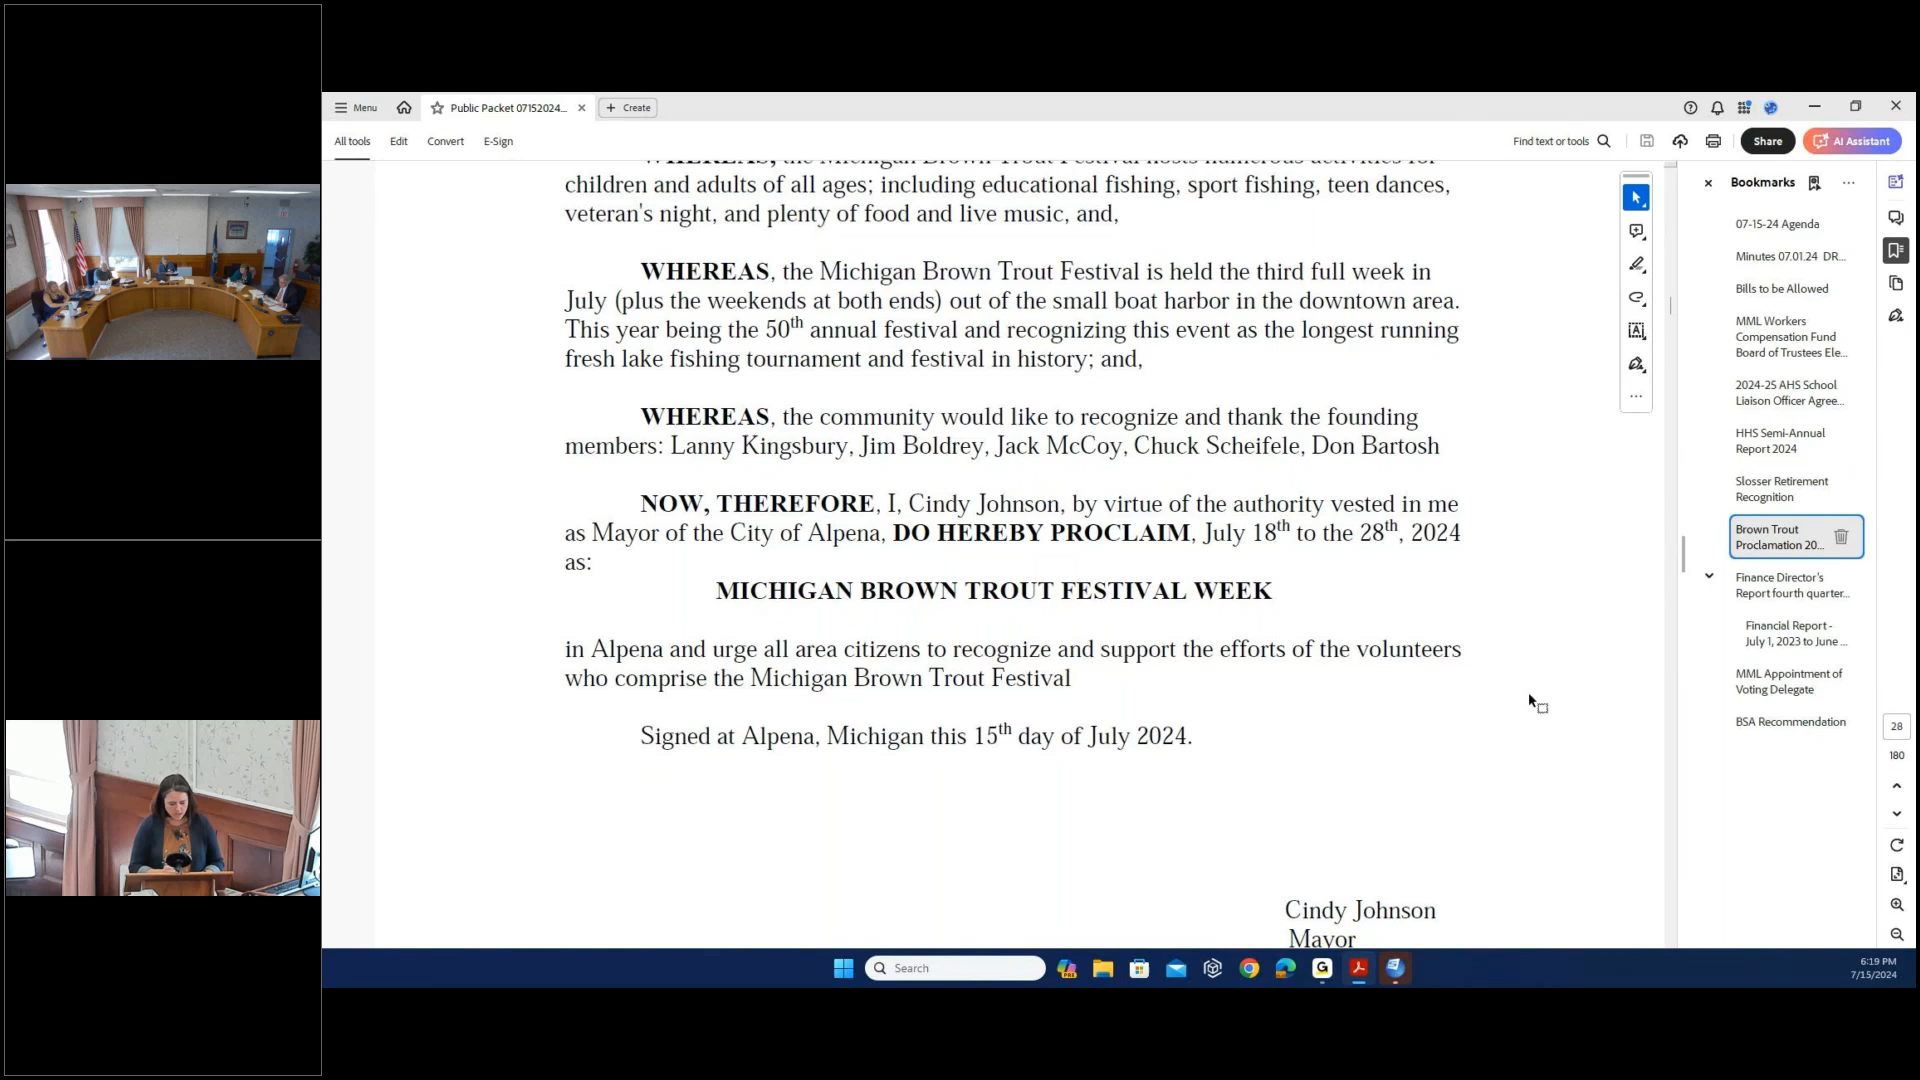 Menu
Public Packet 07152024...
Create
All tools
Edit
Convert
E-Sign
Find text or tools
Share
AI Assistant
WHEREAS, the Michigan Brown Trout Festival hosts numerous activities for
children and adults of all ages; including educational fishing, sport fishing, teen dances,
veteran's night, and plenty of food and live music, and,
WHEREAS, the Michigan Brown Trout Festival is held the third full week in
July (plus the weekends at both ends) out of the small boat harbor in the downtown area.
This year being the 50th annual festival and recognizing this event as the longest running
fresh lake fishing tournament and festival in history; and,
WHEREAS, the community would like to recognize and thank the founding
members: Lanny Kingsbury, Jim Boldrey, Jack McCoy, Chuck Scheifele, Don Bartosh
NOW, THEREFORE, I, Cindy Johnson, by virtue of the authority vested in me
as Mayor of the City of Alpena, DO HEREBY PROCLAIM, July 18th to the 28th, 2024
as:
MICHIGAN BROWN TROUT FESTIVAL WEEK
in Alpena and urge all area citizens to recognize and support the efforts of the volunteers
who comprise the Michigan Brown Trout Festival
Signed at Alpena, Michigan this 15th day of July 2024.
Cindy Johnson
Mayor
Bookmarks
07-15-24 Agenda
Minutes 07.01.24 DR...
Bills to be Allowed
MML Workers
Compensation Fund
Board of Trustees Ele...
2024-25 AHS School
Liaison Officer Agree...
HHS Semi-Annual
Report 2024
Slosser Retirement
Recognition
Brown Trout
Proclamation 20...
Finance Director's
Report fourth quarter...
Financial Report -
July 1, 2023 to June ...
MML Appointment of
Voting Delegate
BSA Recommendation
28
180
Search
6:19 PM
7/15/2024